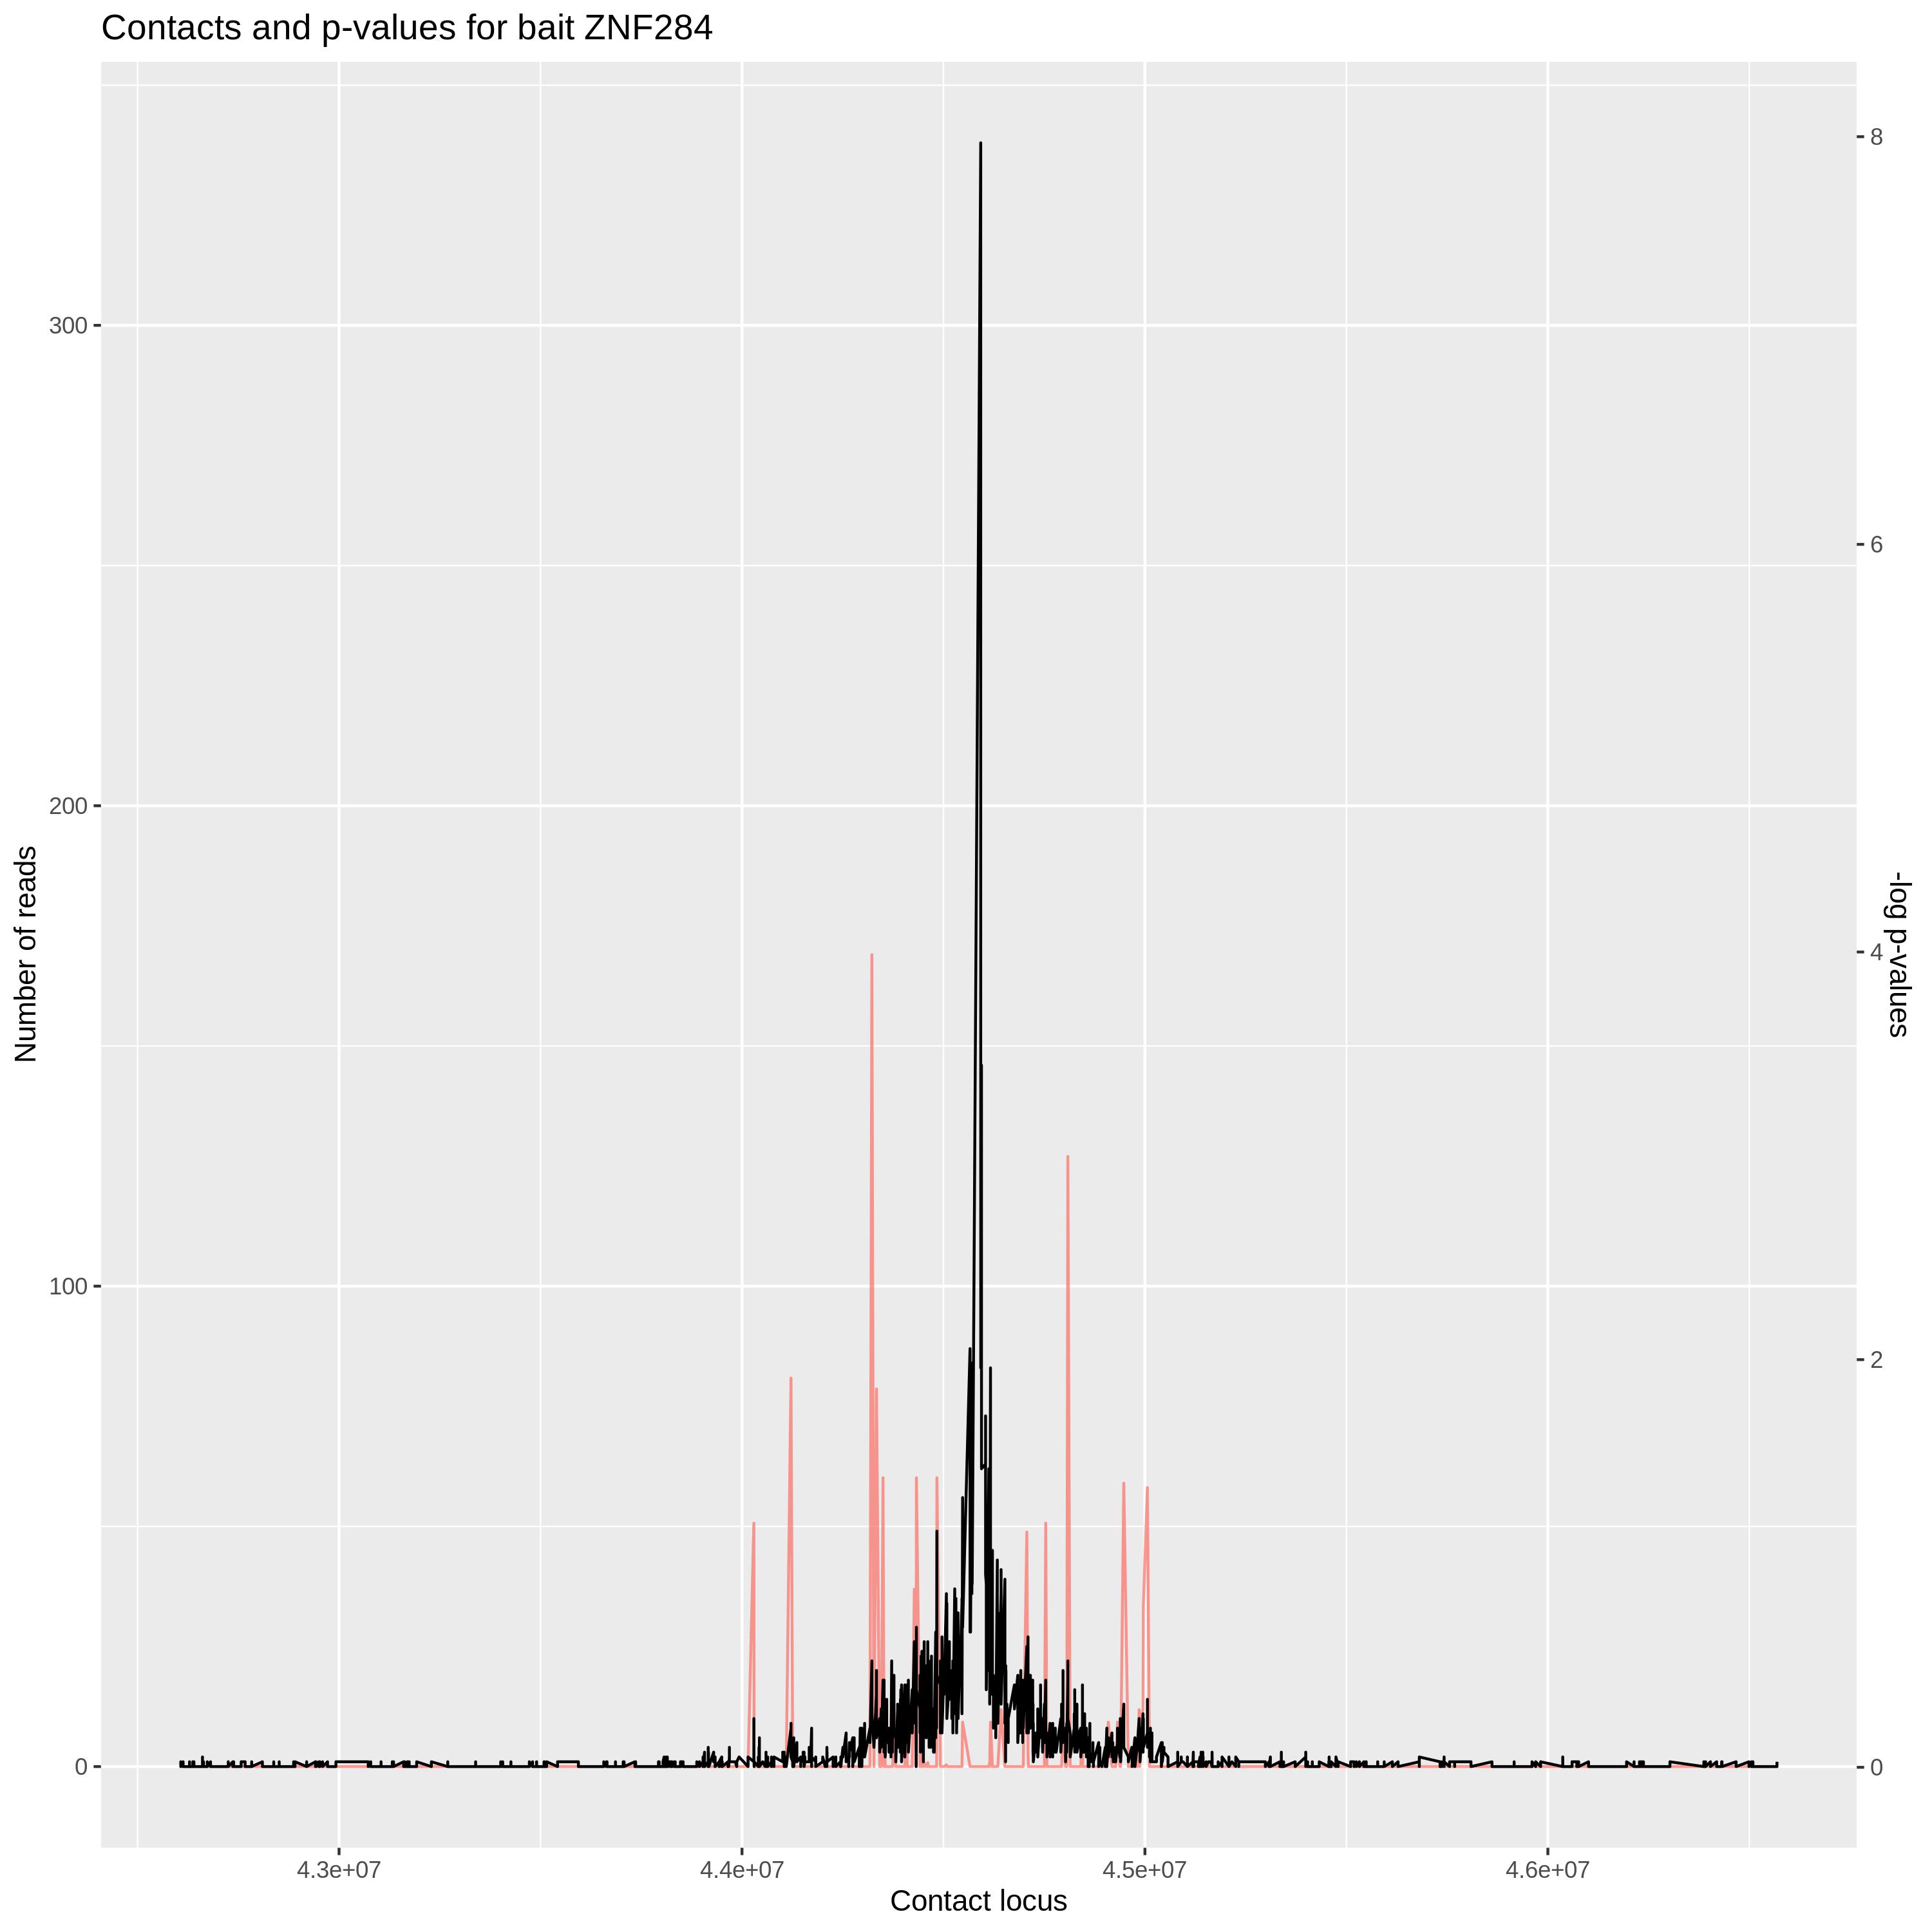 Contacts and p-values for bait ZNF284
Number of reads
300
200
100
0
8
6
4
2
0
-log p-values
4.3e+07
4.4e+07
4.5e+07
4.6e+07
Contact locus